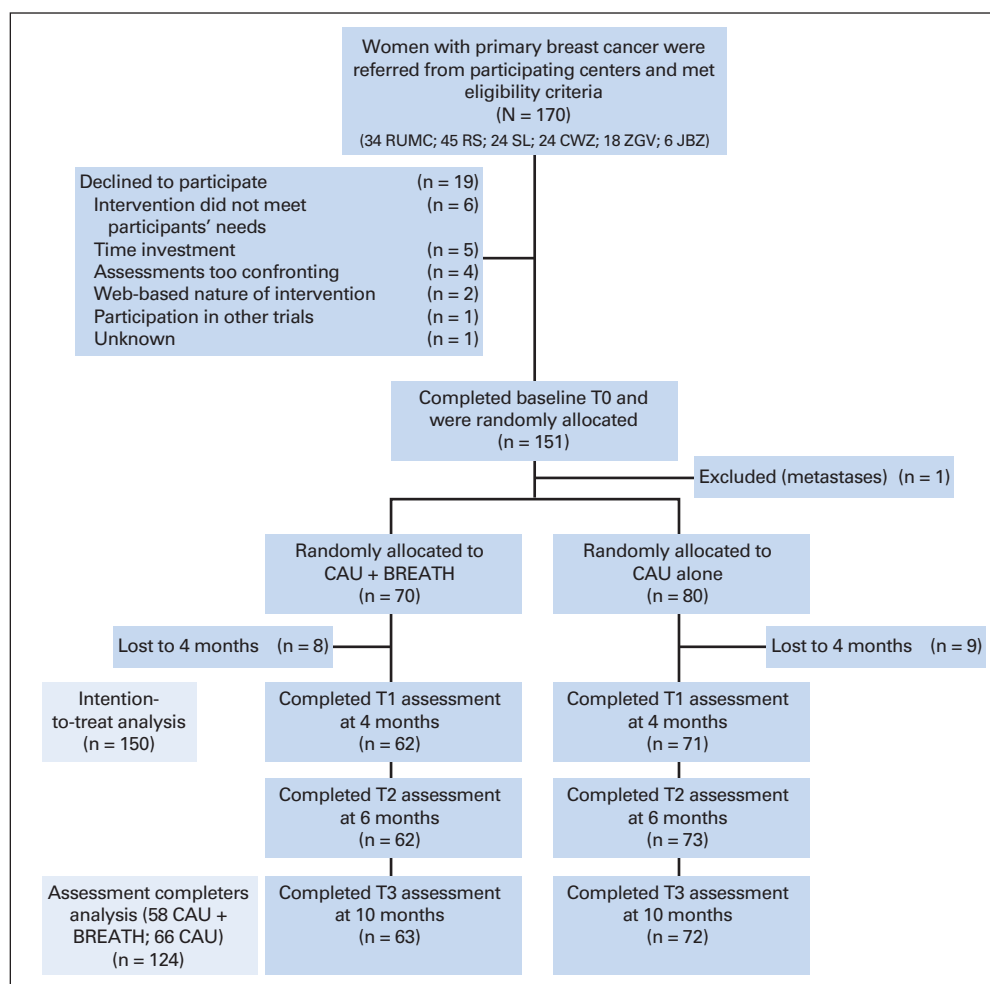 Women with primary breast cancer were
referred from participating centers and met
eligibility criteria
(N = 170)
(34 RUMC; 45 RS; 24 SL; 24 CWZ; 18 ZGV; 6 JBZ)
Declined to participate (n = 19)
Intervention did not meet (n = 6)
participants’ needs
Time investment (n = 5)
Assessments too confronting (n = 4)
Web-based nature of intervention (n = 2)
Participation in other trials (n = 1)
Unknown (n = 1)
Completed baseline T0 and
were randomly allocated
(n = 151)
Excluded (metastases) (n = 1)
Randomly allocated to
CAU + BREATH
(n = 70)
Randomly allocated to
CAU alone
(n = 80)
Lost to 4 months (n = 8)
Lost to 4 months (n = 9)
Intention-
to-treat analysis
(n = 150)
Completed T1 assessment
at 4 months
(n = 62)
Completed T1 assessment
at 4 months
(n = 71)
Completed T2 assessment
at 6 months
(n = 62)
Completed T2 assessment
at 6 months
(n = 73)
Assessment completers
analysis (58 CAU +
BREATH; 66 CAU)
(n = 124)
Completed T3 assessment
at 10 months
(n = 63)
Completed T3 assessment
at 10 months
(n = 72)